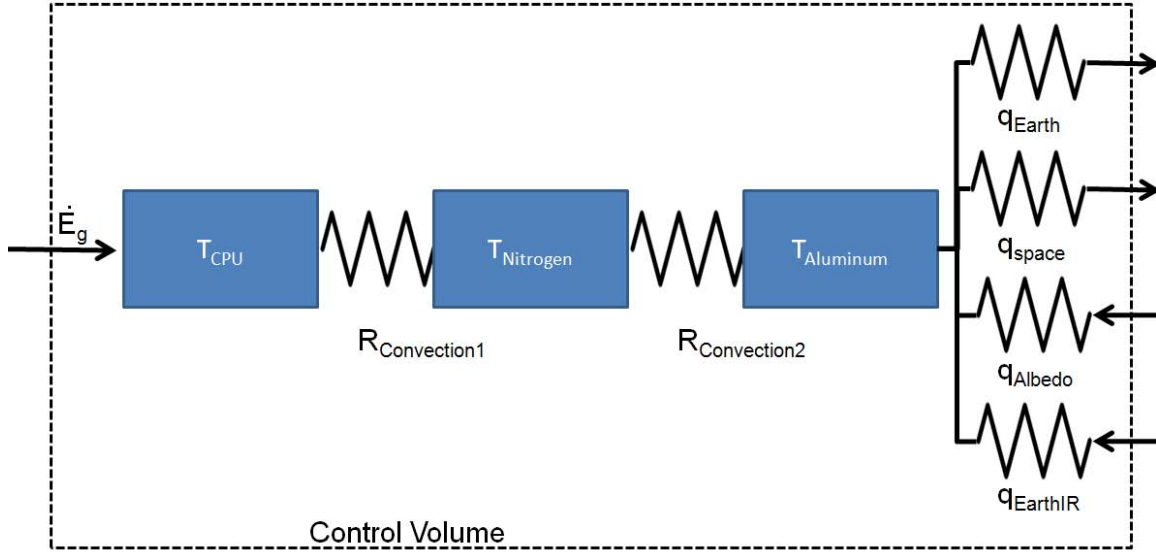 q_Earth
Ė_g
T_CPU
T_Nitrogen
T_Aluminum
q_space
R_Convection1
R_Convection2
q_Albedo
q_EarthIR
Control Volume